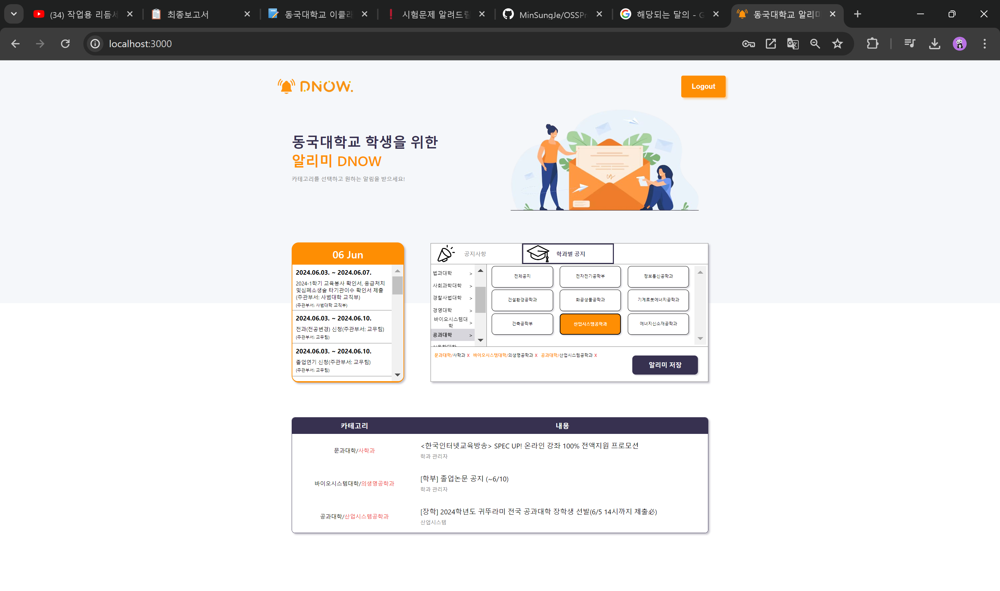 (34) 작업용 리듬세
최종보고서
동국대학교 이클래
시험문제 알려드림
MinSungJe/OSSPr
해당되는 달의 - G
동국대학교 알리미
localhost:3000
DNOW.
Logout
동국대학교 학생을 위한
알리미 DNOW
카테고리를 선택하고 원하는 알림을 받으세요!
06 Jun
2024.06.03. ~ 2024.06.07.
2024-1학기 교육봉사 확인서, 응급처치
및심폐소생술 타기관이수 확인서 제출
(주관부서: 사범대학 교직부)
(주관부서: 사범대학 교직부)
2024.06.03. ~ 2024.06.10.
전과(전공변경) 신청(주관부서: 교무팀)
(주관부서: 교무팀)
2024.06.03. ~ 2024.06.10.
졸업연기 신청(주관부서: 교무팀)
(주관부서: 교무팀)
공지사항
학과별 공지
법과대학 >
사회과학대학 >
경찰사법대학 >
경영대학 >
바이오시스템대
학 >
공과대학 >
전체공지
전자전기공학부
정보통신공학과
건설환경공학과
화공생물공학과
기계로봇에너지공학과
건축공학부
산업시스템공학과
에너지신소재공학과
문과대학/사학과 X 바이오시스템대학/의생명공학과 X 공과대학/산업시스템공학과 X
알리미 저장
카테고리 내용
문과대학/사학과
<한국인터넷교육방송> SPEC UP! 온라인 강좌 100% 전액지원 프로모션
학과 관리자
바이오시스템대학/의생명공학과
[학부] 졸업논문 공지 (~6/10)
학과 관리자
공과대학/산업시스템공학과
[장학] 2024학년도 귀뚜라미 전국 공과대학 장학생 선발(6/5 14시까지 제출必)
산업시스템